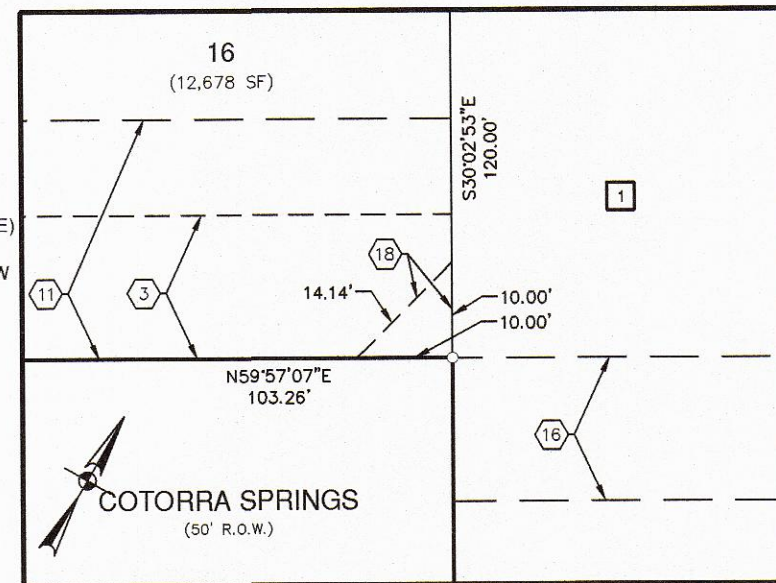 16
(12,678 SF)
S30°02'53"E
120.00'
1
E)
W
11
3
18
14.14'
10.00'
10.00'
N59°57'07"E
103.26'
16
COTORRA SPRINGS
(50' R.O.W.)